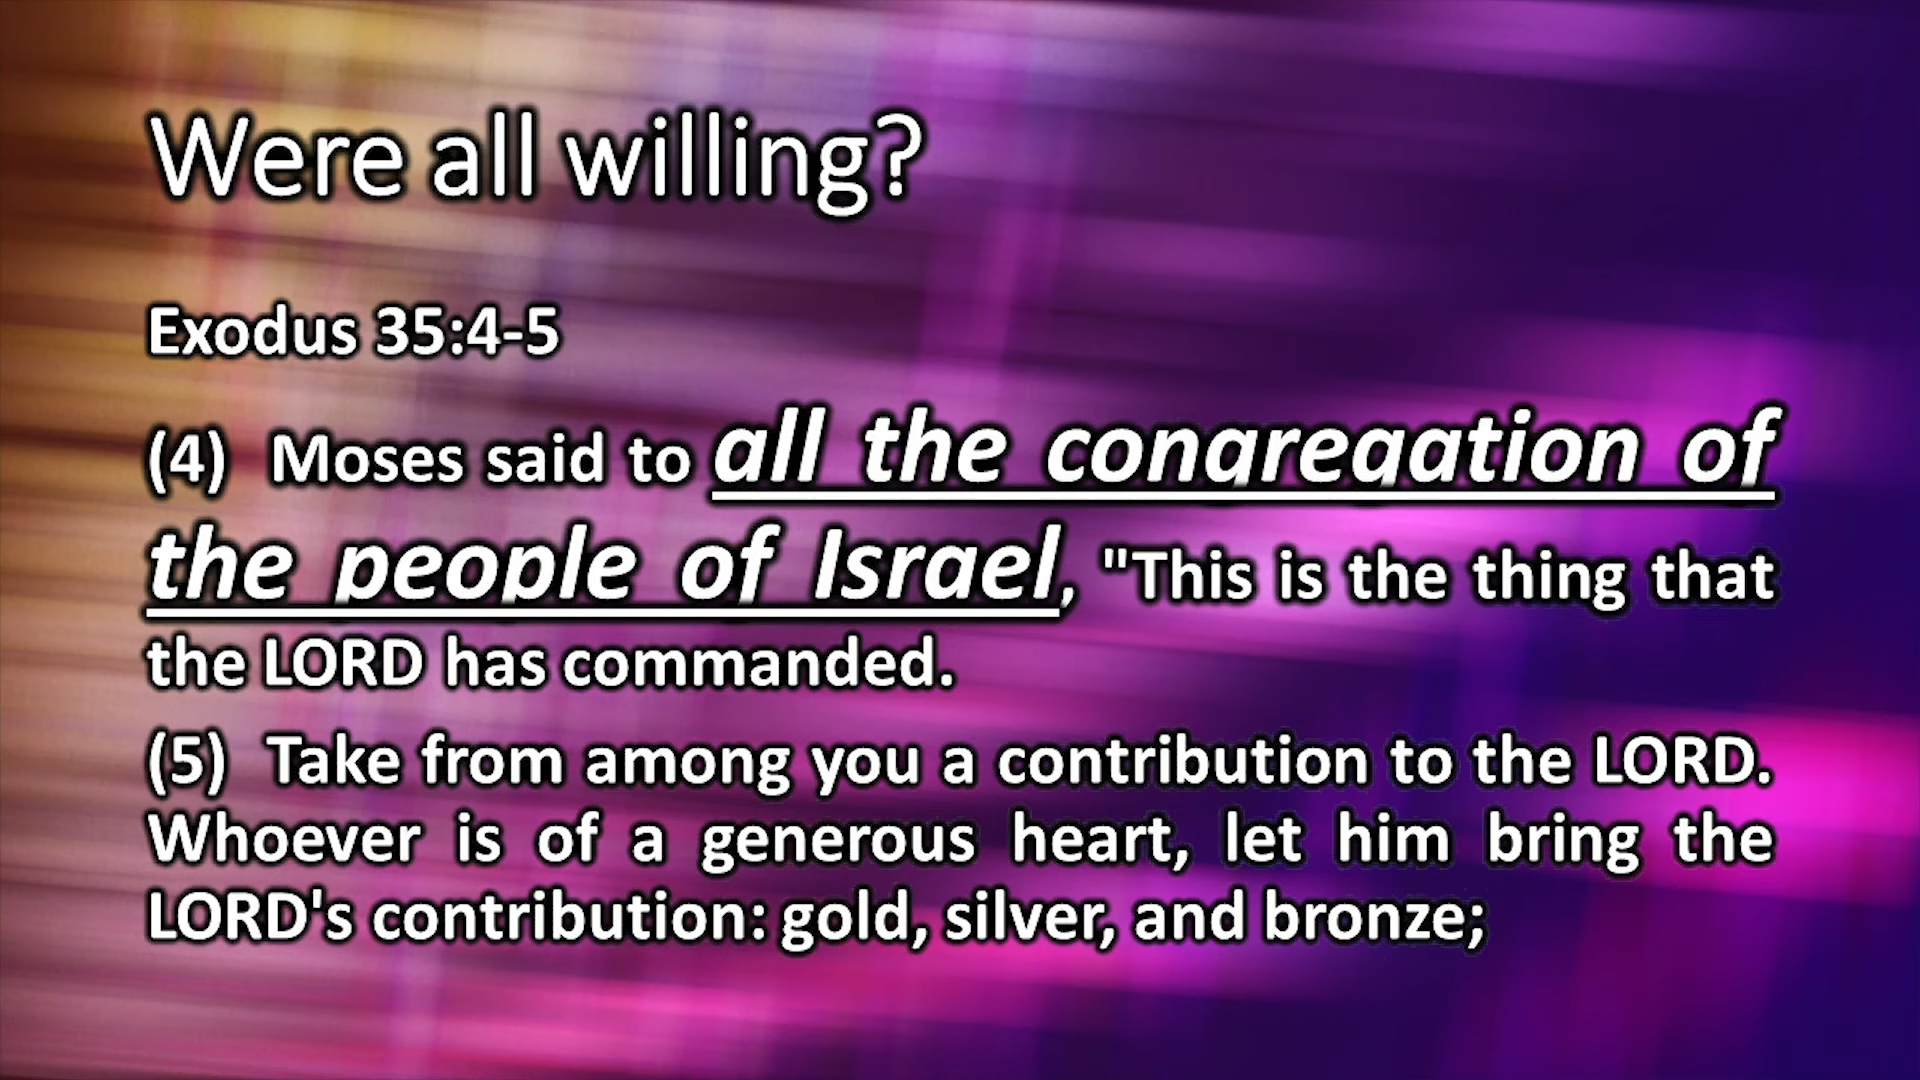 Were all willing?
Exodus 35:4-5
(4) Moses said to all the congregation of
the people of Israel, "This is the thing that
the LORD has commanded.
(5) Take from among you a contribution to the LORD.
Whoever is of a generous heart, let him bring the
LORD's contribution: gold, silver, and bronze;